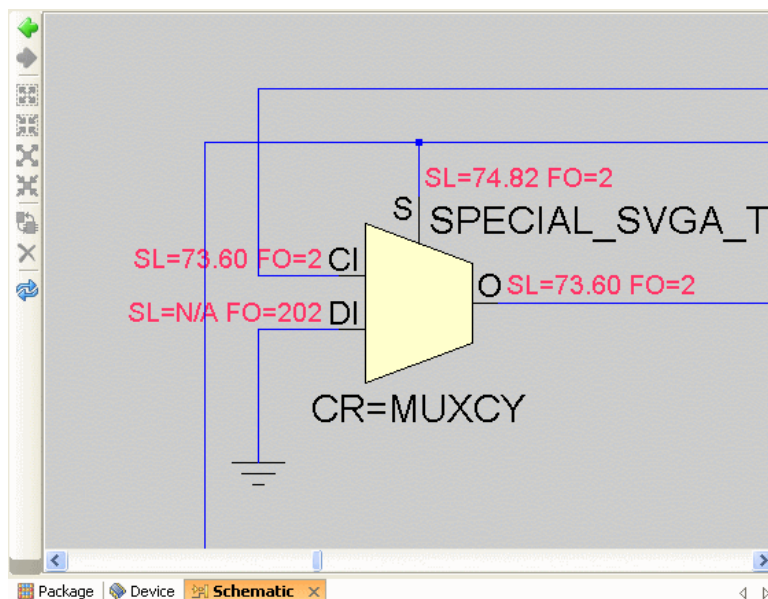 SL=74.82 FO=2
S
SPECIAL_SVGA_T
SL=73.60 FO=2 CI
O SL=73.60 FO=2
SL=N/A FO=202 DI
CR=MUXCY
Package Device Schematic